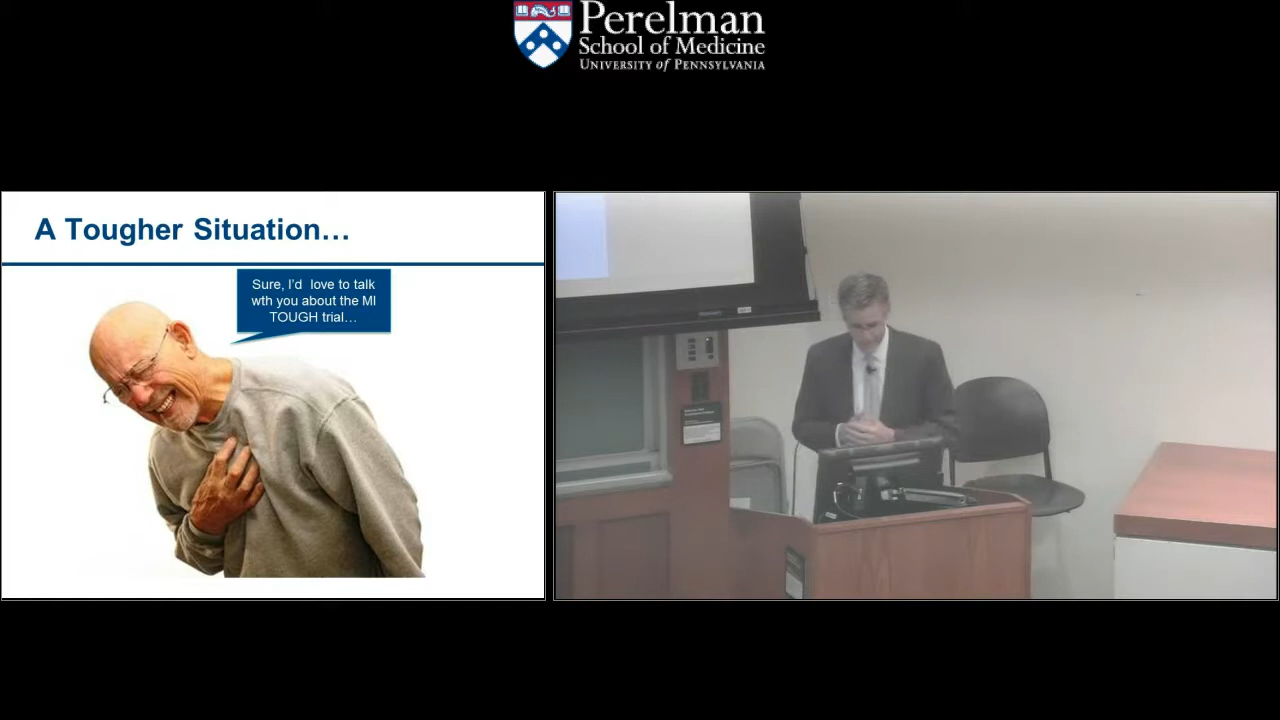 Perelman
School of Medicine
UNIVERSITY of PENNSYLVANIA
A Tougher Situation…
Sure, I'd love to talk
wth you about the MI
TOUGH trial…